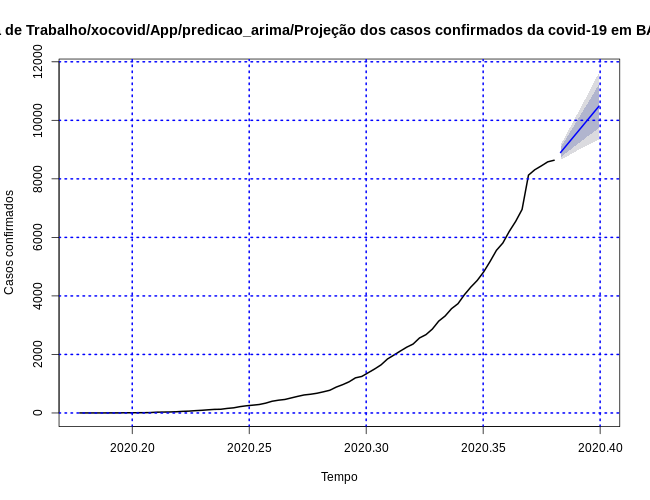 de Trabalho/xocovid/App/predicao_arima/Projeção dos casos confirmados da covid-19 em BA
Casos confirmados
12000
10000
8000
6000
4000
2000
0
2020.20 2020.25 2020.30 2020.35 2020.40
Tempo